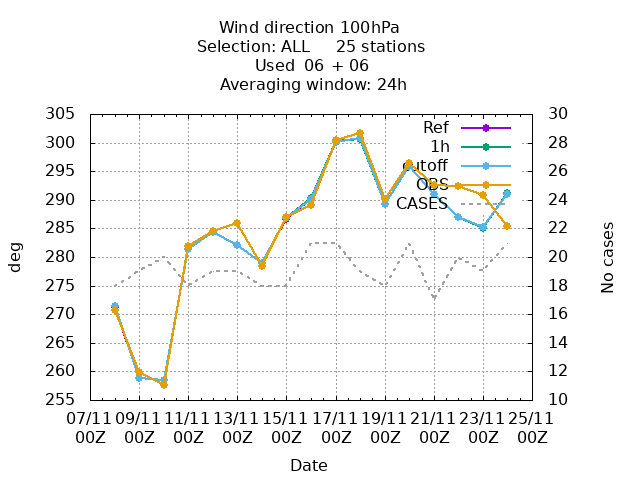 Wind direction 100hPa
Selection: ALL 25 stations
Used 06 + 06
Averaging window: 24h
305 30
300 28
295 26
290 24
285 22
280 20
275 18
270 16
265 14
260 12
255 10
Ref
1h
cutoff
OBS
CASES
deg
No cases
07/11 09/11 11/11 13/11 15/11 17/11 19/11 21/11 23/11 25/11
00Z 00Z 00Z 00Z 00Z 00Z 00Z 00Z 00Z 00Z
Date